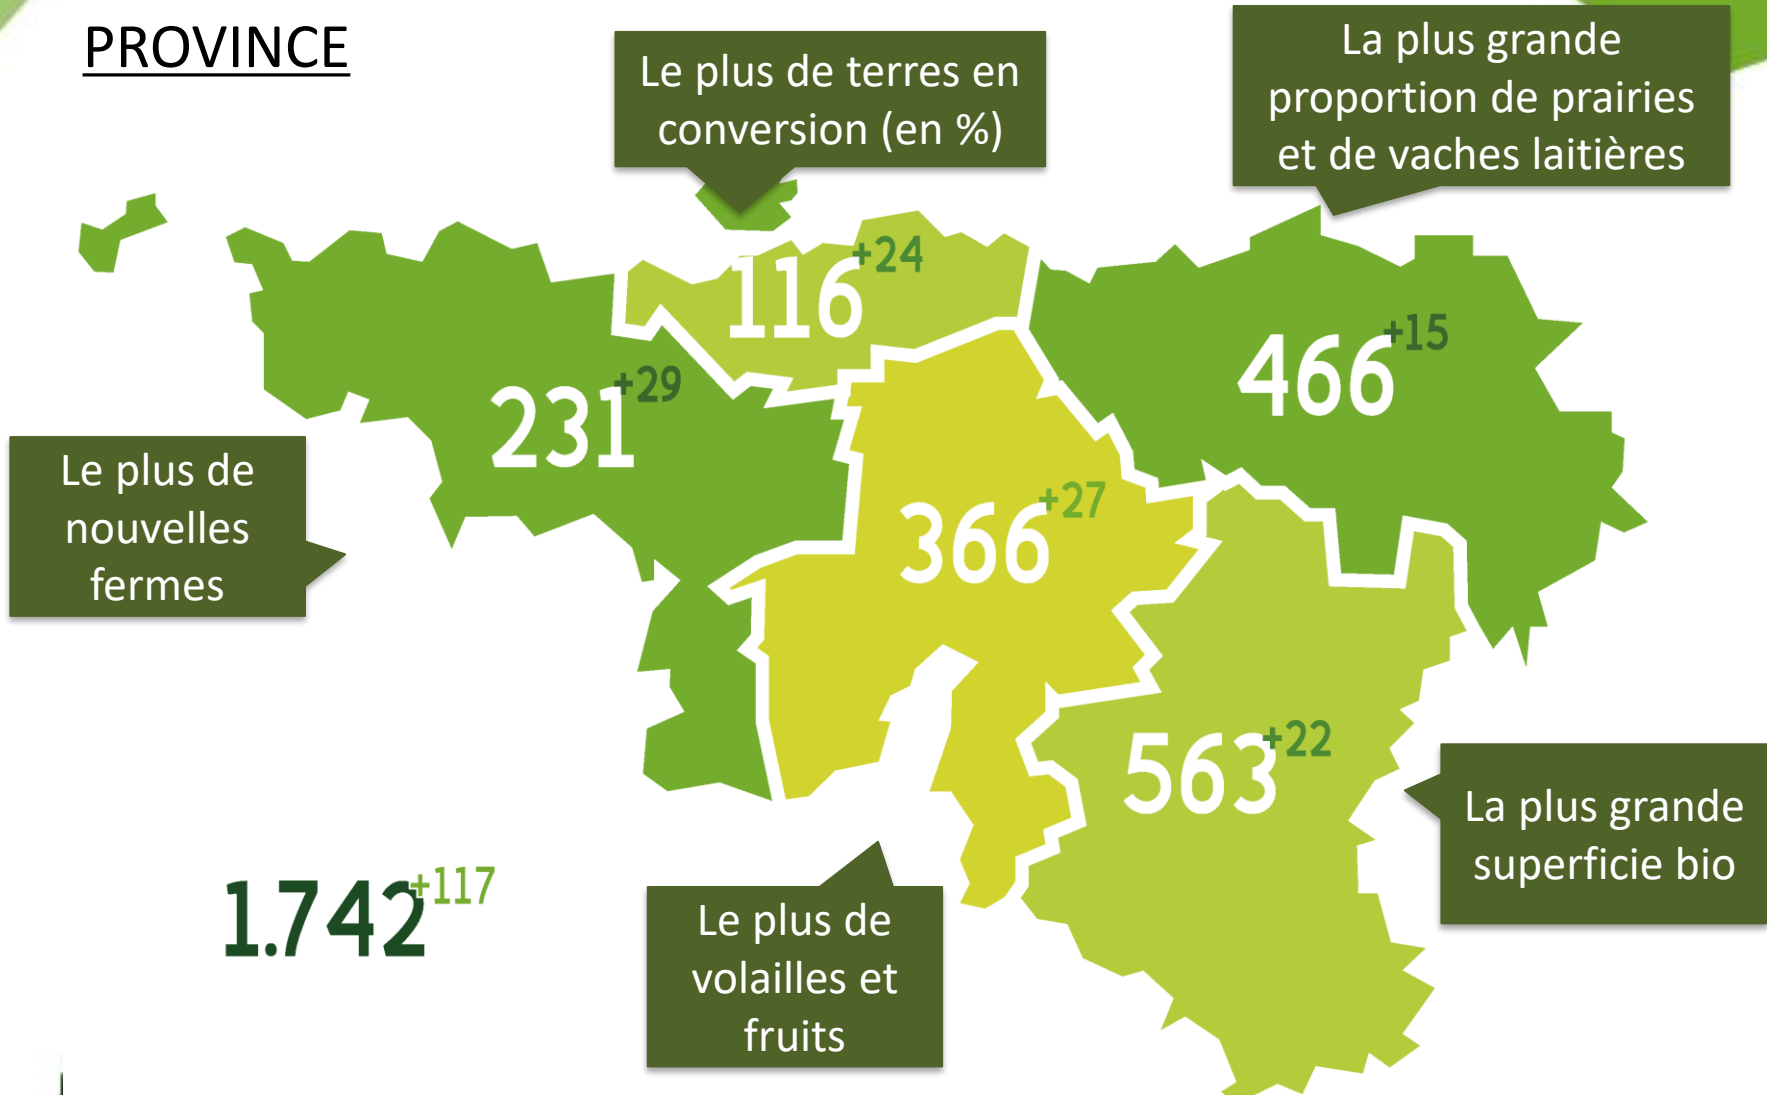 PROVINCE
Le plus de terres en
conversion (en %)
La plus grande
proportion de prairies
et de vaches laitières
116 +24
466 +15
231 +29
Le plus de
nouvelles
fermes
366 +27
563 +22
La plus grande
superficie bio
1.742 +117
Le plus de
volailles et
fruits